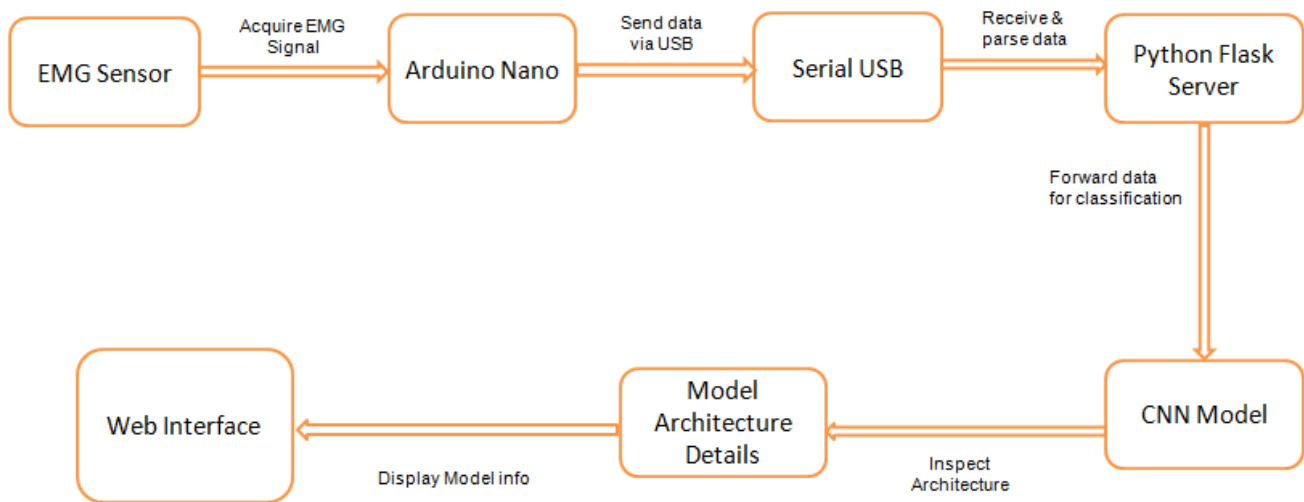 Acquire EMG
Signal
Send data
via USB
Receive &
parse data
EMG Sensor
Arduino Nano
Serial USB
Python Flask
Server
Forward data
for classification
Web Interface
Model
Architecture
Details
CNN Model
Display Model info
Inspect
Architecture